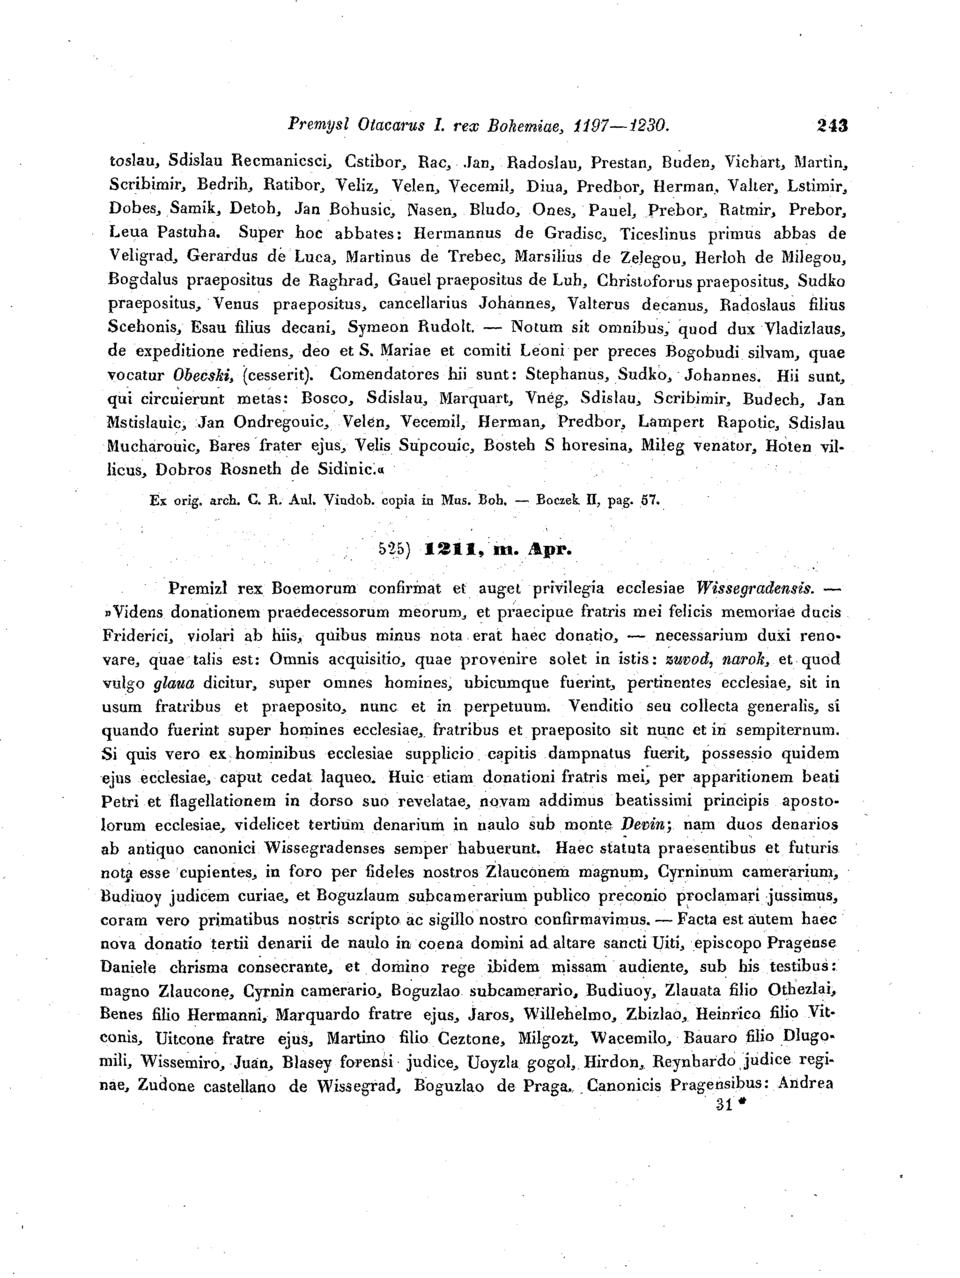 Premysl Otacarus I. rex Bohemiae, 1197—1230. 243
toslau, Sdislau Recmanicsci, Cstibor, Rac, Jan, Radoslau, Prestan, Buden, Vichart, Martin,
Scribimir, Bedrih, Ratibor, Veliz, Velen, Vecemil, Diua, Predbor, Herman, Valter, Lstimir,
Dobes, Samik, Detoh, Jan Bohusic, Nasen, Bludo, Ones, Pauel, Prebor, Ratmir, Prebor,
Leua Pastuha. Super hoc abbates: Hermannus de Gradisc, Ticeslinus primus abbas de
Veligrad, Gerardus de Luca, Martinus de Trebec, Marsilius de Zelegou, Herloh de Milegou,
Bogdalus praepositus de Raghrad, Gauel praepositus de Luh, Christoforus praepositus, Sudko
praepositus, Venus praepositus, cancellarius Johannes, Valterus decanus, Radoslaus filius
Scehonis, Esau filius decani, Symeon Rudolt. — Notum sit omnibus, quod dux Vladizlaus,
de expeditione rediens, deo et S. Mariae et comiti Leoni per preces Bogobudi silvam, quae
vocatur Obecski, (cesserit). Comendatores hii sunt: Stephanus, Sudko, Johannes. Hii sunt,
qui circuierunt metas: Bosco, Sdislau, Marquart, Vneg, Sdislau, Scribimir, Budech, Jan
Mstislauic, Jan Ondregouic, Velen, Vecemil, Herman, Predbor, Lampert Rapotic, Sdislau
Mucharouic, Bares frater ejus, Velis Supcouic, Bosteh S horesina, Mileg venator, Hoten vil-
licus, Dobros Rosneth de Sidinic.«
Ex orig. arch. C. R. Aul. Vindob. copia in Mus. Boh. — Boczek II, pag. 57.
525) 1211, m. Apr.
Premizl rex Boemorum confirmat et auget privilegia ecclesiae Wissegradensis. —
»Videns donationem praedecessorum meorum, et praecipue fratris mei felicis memoriae ducis
Friderici, violari ab hiis, quibus minus nota erat haec donatio, — necessarium duxi reno-
vare, quae talis est: Omnis acquisitio, quae provenire solet in istis: zuvod, narok, et quod
vulgo glaua dicitur, super omnes homines, ubicumque fuerint, pertinentes ecclesiae, sit in
usum fratribus et praeposito, nunc et in perpetuum. Venditio seu collecta generalis, si
quando fuerint super homines ecclesiae, fratribus et praeposito sit nunc et in sempiternum.
Si quis vero ex hominibus ecclesiae supplicio capitis dampnatus fuerit, possessio quidem
ejus ecclesiae, caput cedat laqueo. Huic etiam donationi fratris mei, per apparitionem beati
Petri et flagellationem in dorso suo revelatae, novam addimus beatissimi principis aposto-
lorum ecclesiae, videlicet tertium denarium in naulo sub monte Devin; nam duos denarios
ab antiquo canonici Wissegradenses semper habuerunt. Haec statuta praesentibus et futuris
nota esse cupientes, in foro per fideles nostros Zlauconem magnum, Cyrninum camerarium,
Budiuoy judicem curiae, et Boguzlaum subcamerarium publico preconio proclamari jussimus,
coram vero primatibus nostris scripto ac sigillo nostro confirmavimus. — Facta est autem haec
nova donatio tertii denarii de naulo in coena domini ad altare sancti Uiti, episcopo Pragense
Daniele chrisma consecrante, et domino rege ibidem missam audiente, sub his testibus:
magno Zlaucone, Cyrnin camerario, Boguzlao subcamerario, Budiuoy, Zlauata filio Othezlai,
Benes filio Hermanni, Marquardo fratre ejus, Jaros, Willehelmo, Zbizlao, Heinrico filio Vit-
conis, Uitcone fratre ejus, Martino filio Ceztone, Milgozt, Wacemilo, Bauaro filio Dlugo-
mili, Wissemiro, Juan, Blasey forensi judice, Uoyzla gogol, Hirdon, Reynhardo judice regi-
nae, Zudone castellano de Wissegrad, Boguzlao de Praga. Canonicis Pragensibus: Andrea
31 *